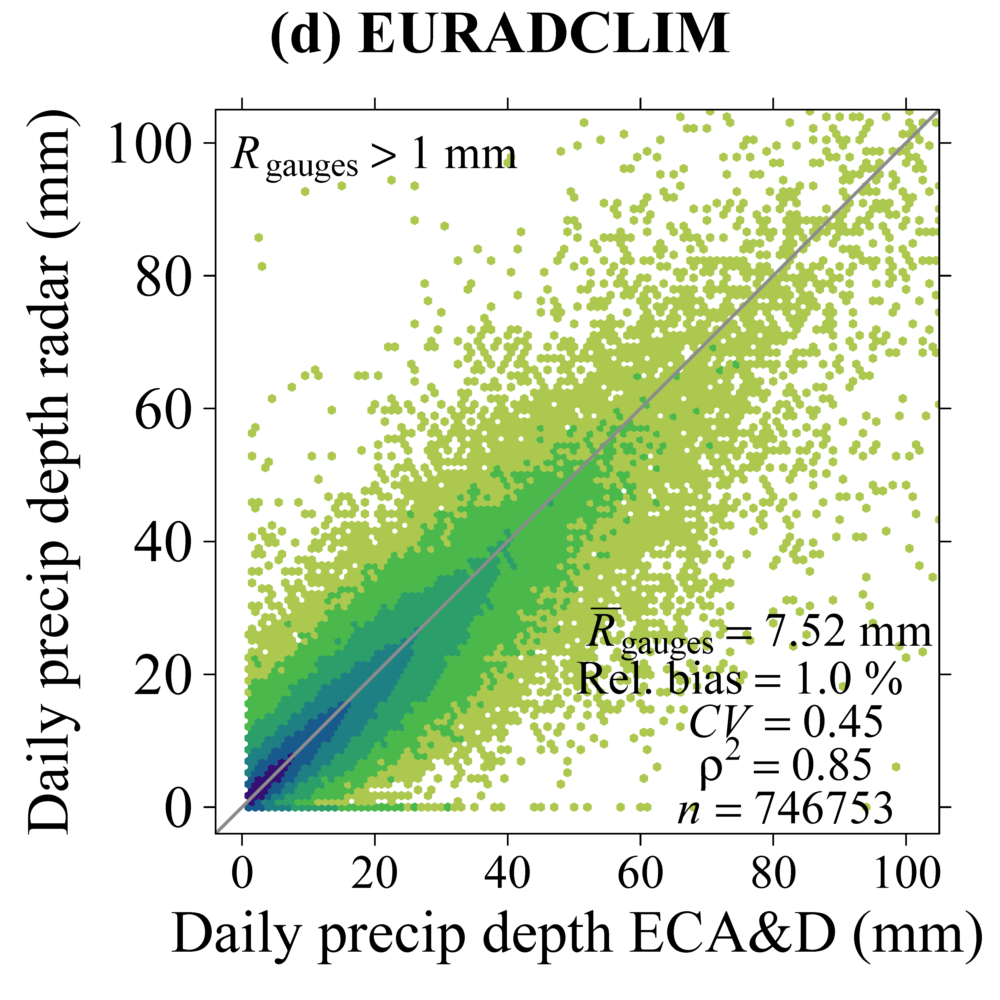 (d) EURADCLIM
R gauges > 1 mm
Daily precip depth radar (mm)
100
80
60
40
20
0
R̅ gauges = 7.52 mm
Rel. bias = 1.0 %
CV = 0.45
ρ² = 0.85
n = 746753
0 20 40 60 80 100
Daily precip depth ECA&D (mm)